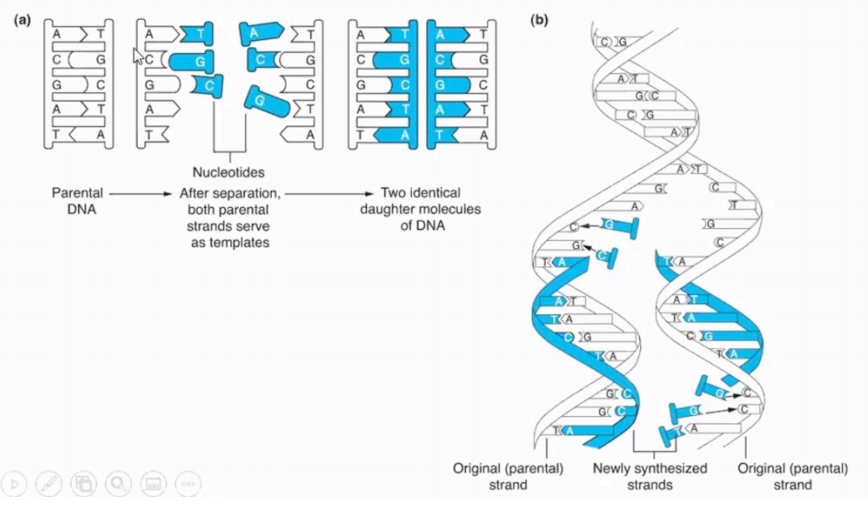 (a)
A T
C G
G C
A T
T A
A T A T
C G C G
G C G C
A T
T A
A T A T
C G C G
G C G C
A T A T
T A T A
Nucleotides
Parental
DNA
After separation,
both parental
strands serve
as templates
Two identical
daughter molecules
of DNA
(b)
C G
A T
G C
C G
A T
A T
G C
A T
C G G
G C C
T A T A
A T A T
T A T A
C G C G
T A T A
G C G C
G C G C
T A T A
Original (parental)
strand
Newly synthesized
strands
Original (parental)
strand